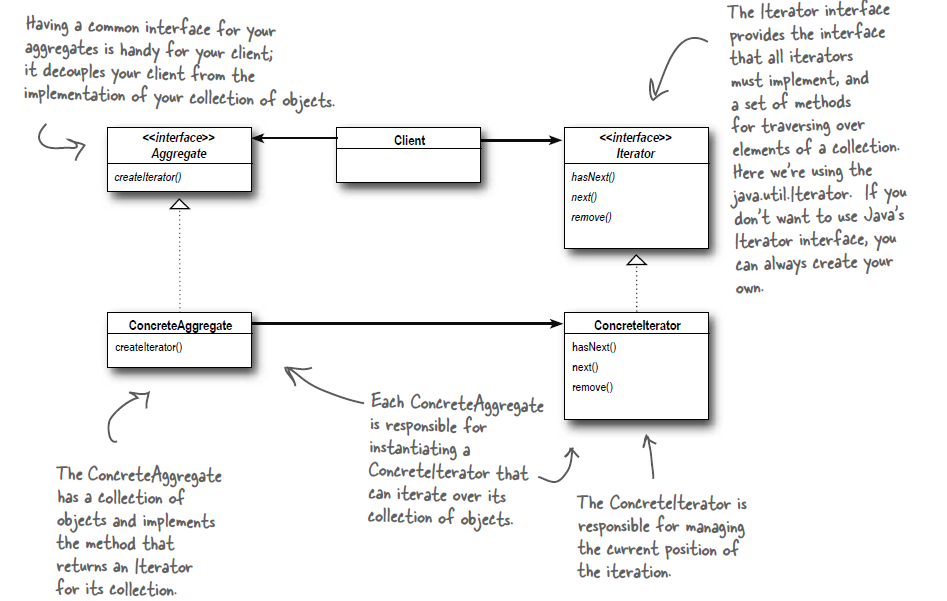 Having a common interface for your
aggregates is handy for your client;
it decouples your client from the
implementation of your collection of objects.
The Iterator interface
provides the interface
that all iterators
must implement, and
a set of methods
for traversing over
elements of a collection.
Here we're using the
java.util.Iterator. If you
don't want to use Java's
Iterator interface, you
can always create your
own.
<<interface>>
Aggregate
createIterator()
Client
<<interface>>
Iterator
hasNext()
next()
remove()
ConcreteAggregate
createIterator()
ConcreteIterator
hasNext()
next()
remove()
Each ConcreteAggregate
is responsible for
instantiating a
ConcreteIterator that
can iterate over its
collection of objects.
The ConcreteAggregate
has a collection of
objects and implements
the method that
returns an Iterator
for its collection.
The ConcreteIterator is
responsible for managing
the current position of
the iteration.